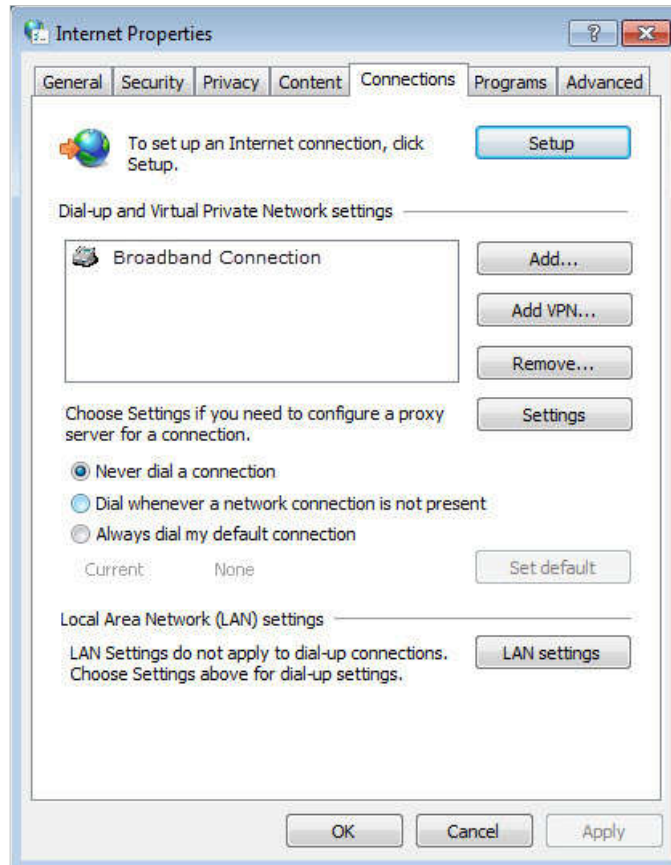 Internet Properties
General Security Privacy Content Connections Programs Advanced
To set up an Internet connection, click
Setup.
Setup
Dial-up and Virtual Private Network settings
Broadband Connection
Add...
Add VPN...
Remove...
Choose Settings if you need to configure a proxy
server for a connection.
Settings
Never dial a connection
Dial whenever a network connection is not present
Always dial my default connection
Current None
Set default
Local Area Network (LAN) settings
LAN Settings do not apply to dial-up connections.
Choose Settings above for dial-up settings.
LAN settings
OK Cancel Apply